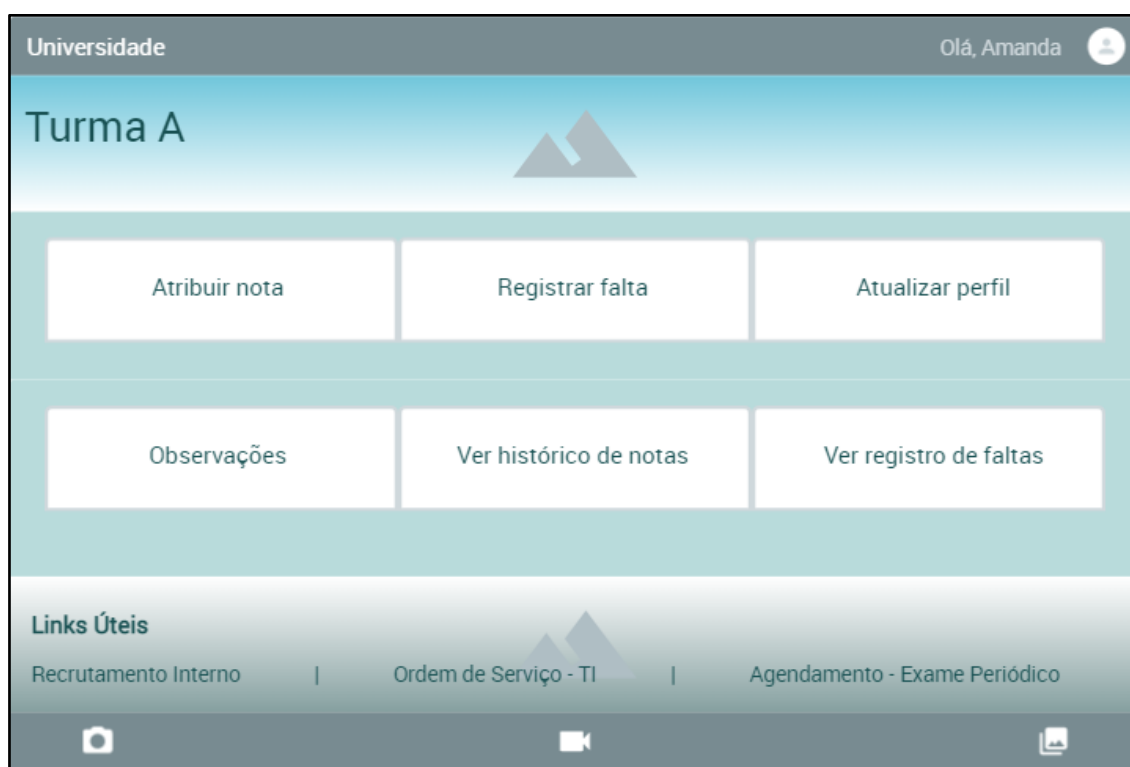 Universidade Olá, Amanda
Turma A
Atribuir nota Registrar falta Atualizar perfil
Observações Ver histórico de notas Ver registro de faltas
Links Úteis
Recrutamento Interno | Ordem de Serviço - TI | Agendamento - Exame Periódico